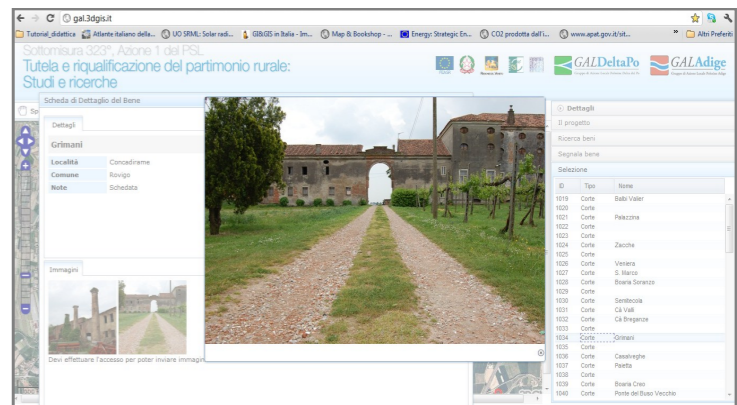 gal.3dgis.it
Tutorial_didattica
Atlante italiano della...
UO SRML: Solar radi...
GI&GIS in Italia - Im...
Map & Bookshop - ...
Energy: Strategic En...
CO2 prodotta dall'i...
www.apat.gov.it/sit...
»
Altri Preferiti
Sottomisura 323°, Azione 1 del PSL
Tutela e riqualificazione del partimonio rurale:
Studi e ricerche
GALDeltaPo
GALAdige
Scheda di Dettaglio del Bene
Dettagli
Grimani
Località Concadirame
Comune Rovigo
Note Schedata
Immagini
Devi effettuare l'accesso per poter inviare immagin
Dettagli
Il progetto
Ricerca beni
Segnala bene
Selezione
ID Tipo Nome
1019 Corte Balbi Valier
1020 Corte
1021 Corte Palazzina
1022 Corte
1023 Corte
1024 Corte Zacche
1025 Corte
1026 Corte Veniera
1027 Corte S. Marco
1028 Corte Boaria Soranzo
1029 Corte
1030 Corte Semitecola
1031 Corte Cà Valli
1032 Corte Cà Breganze
1033 Corte
1034 Corte Grimani
1035 Corte
1036 Corte Casalveghe
1037 Corte Paletta
1038 Corte
1039 Corte Boaria Creo
1040 Corte Ponte del Buso Vecchio